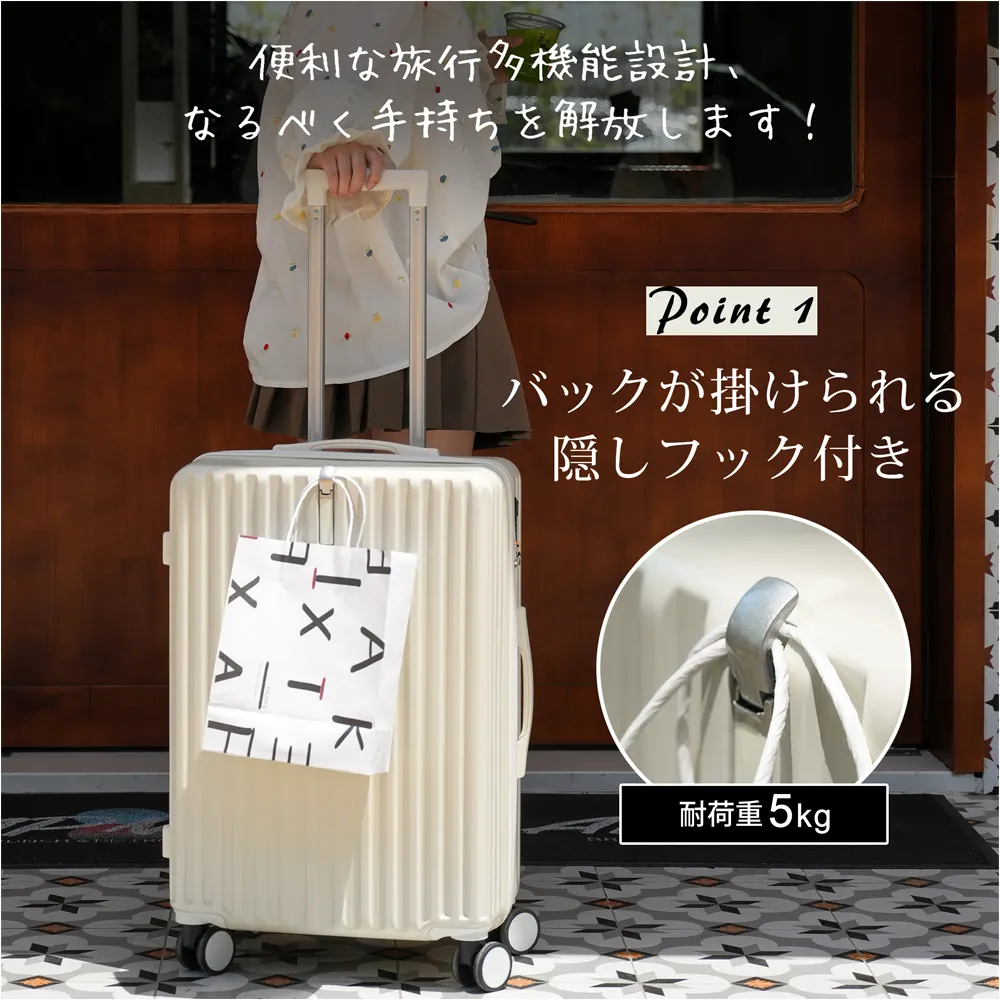 便利な旅行多機能設計、
なるべく手持ちを解放します！
Point 1
バックが掛けられる
隠しフック付き
耐荷重5kg